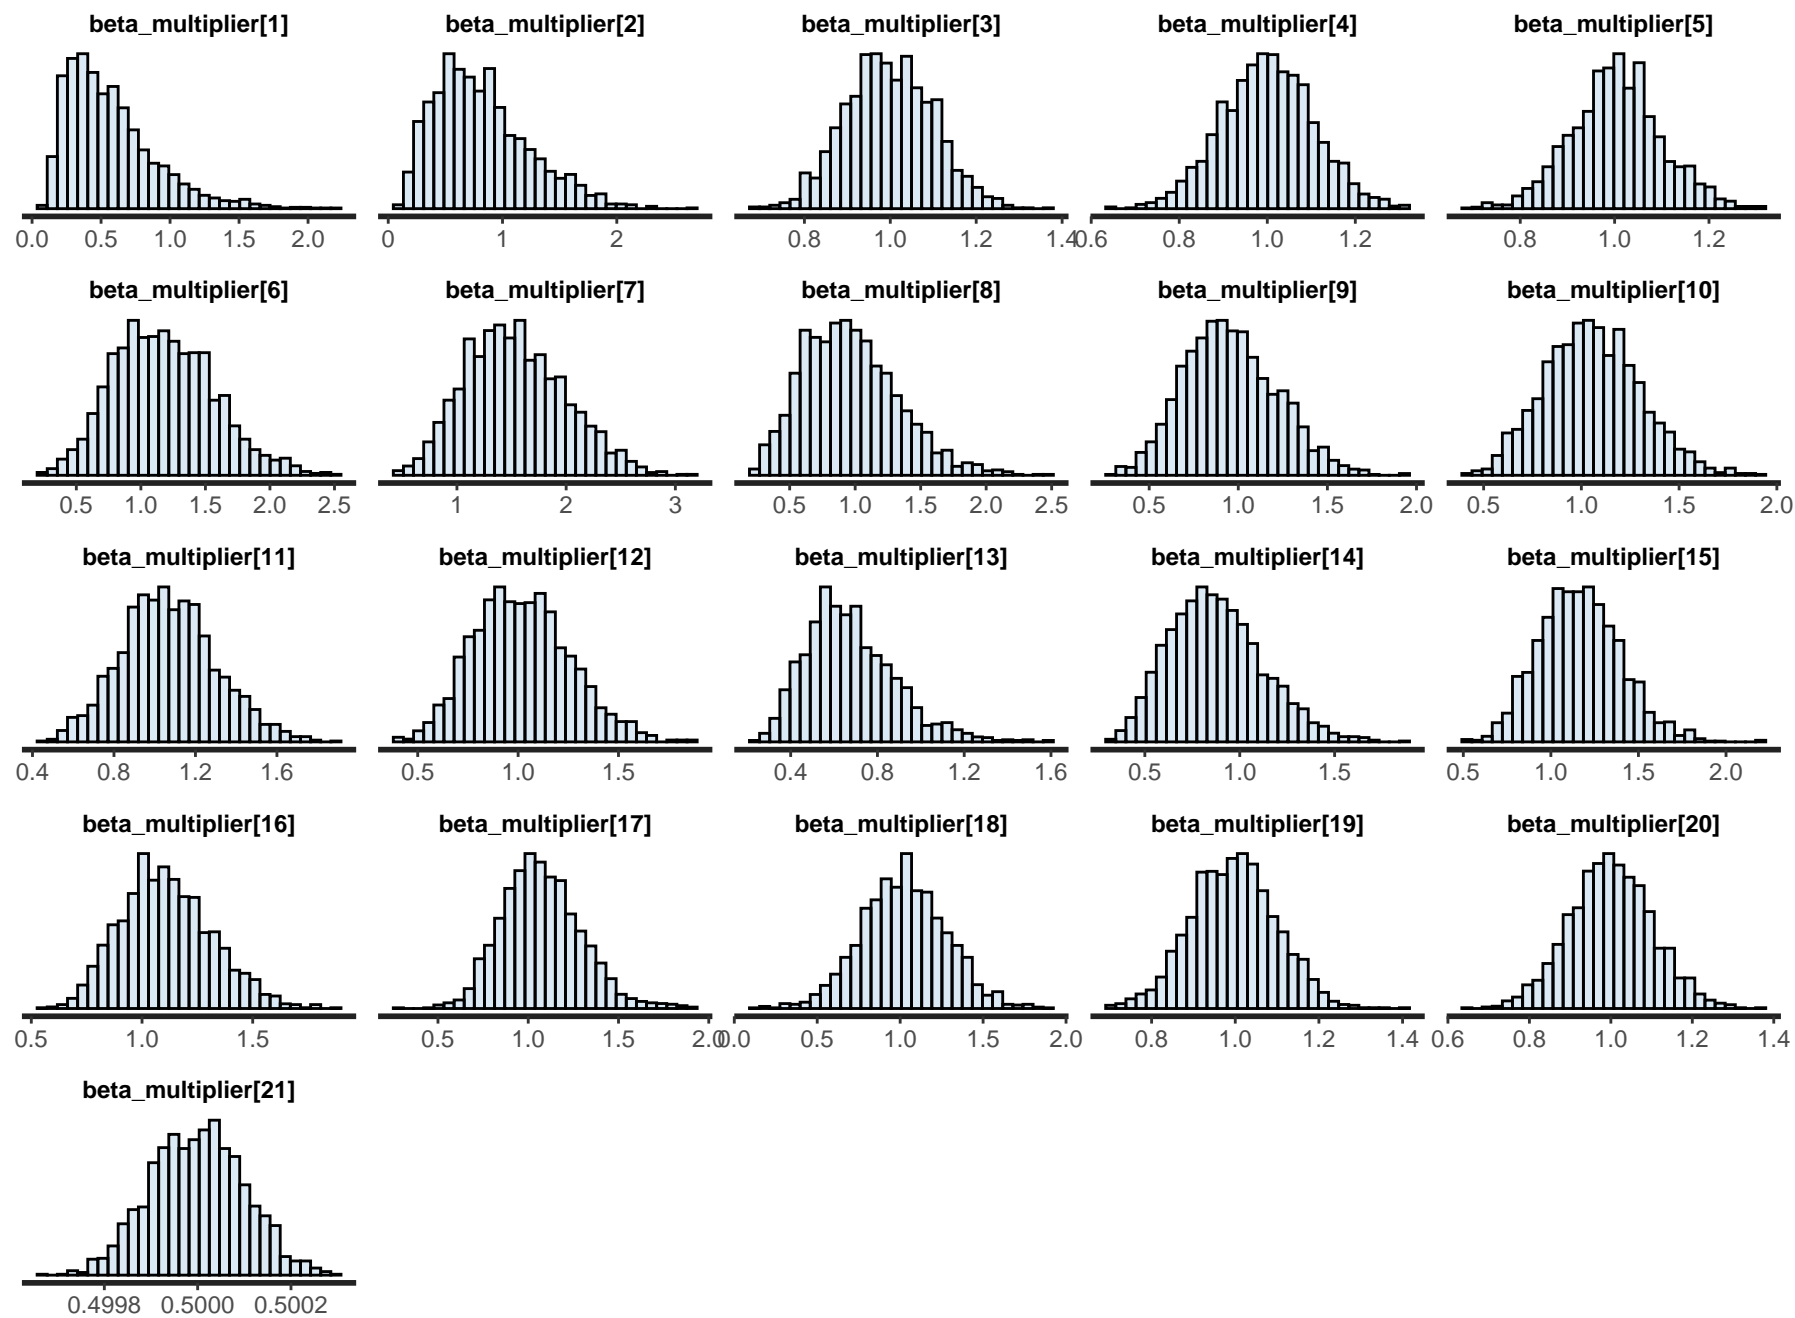 beta_multiplier[1] beta_multiplier[2] beta_multiplier[3] beta_multiplier[4] beta_multiplier[5]
0.0 0.5 1.0 1.5 2.0 0 1 2 0.8 1.0 1.2 1.4 0.6 0.8 1.0 1.2 0.8 1.0 1.2
beta_multiplier[6] beta_multiplier[7] beta_multiplier[8] beta_multiplier[9] beta_multiplier[10]
0.5 1.0 1.5 2.0 2.5 1 2 3 0.5 1.0 1.5 2.0 2.5 0.5 1.0 1.5 2.0 0.5 1.0 1.5 2.0
beta_multiplier[11] beta_multiplier[12] beta_multiplier[13] beta_multiplier[14] beta_multiplier[15]
0.4 0.8 1.2 1.6 0.5 1.0 1.5 0.4 0.8 1.2 1.6 0.5 1.0 1.5 0.5 1.0 1.5 2.0
beta_multiplier[16] beta_multiplier[17] beta_multiplier[18] beta_multiplier[19] beta_multiplier[20]
0.5 1.0 1.5 0.5 1.0 1.5 2.0 0.0 0.5 1.0 1.5 2.0 0.8 1.0 1.2 1.4 0.6 0.8 1.0 1.2 1.4
beta_multiplier[21]
0.4998 0.5000 0.5002